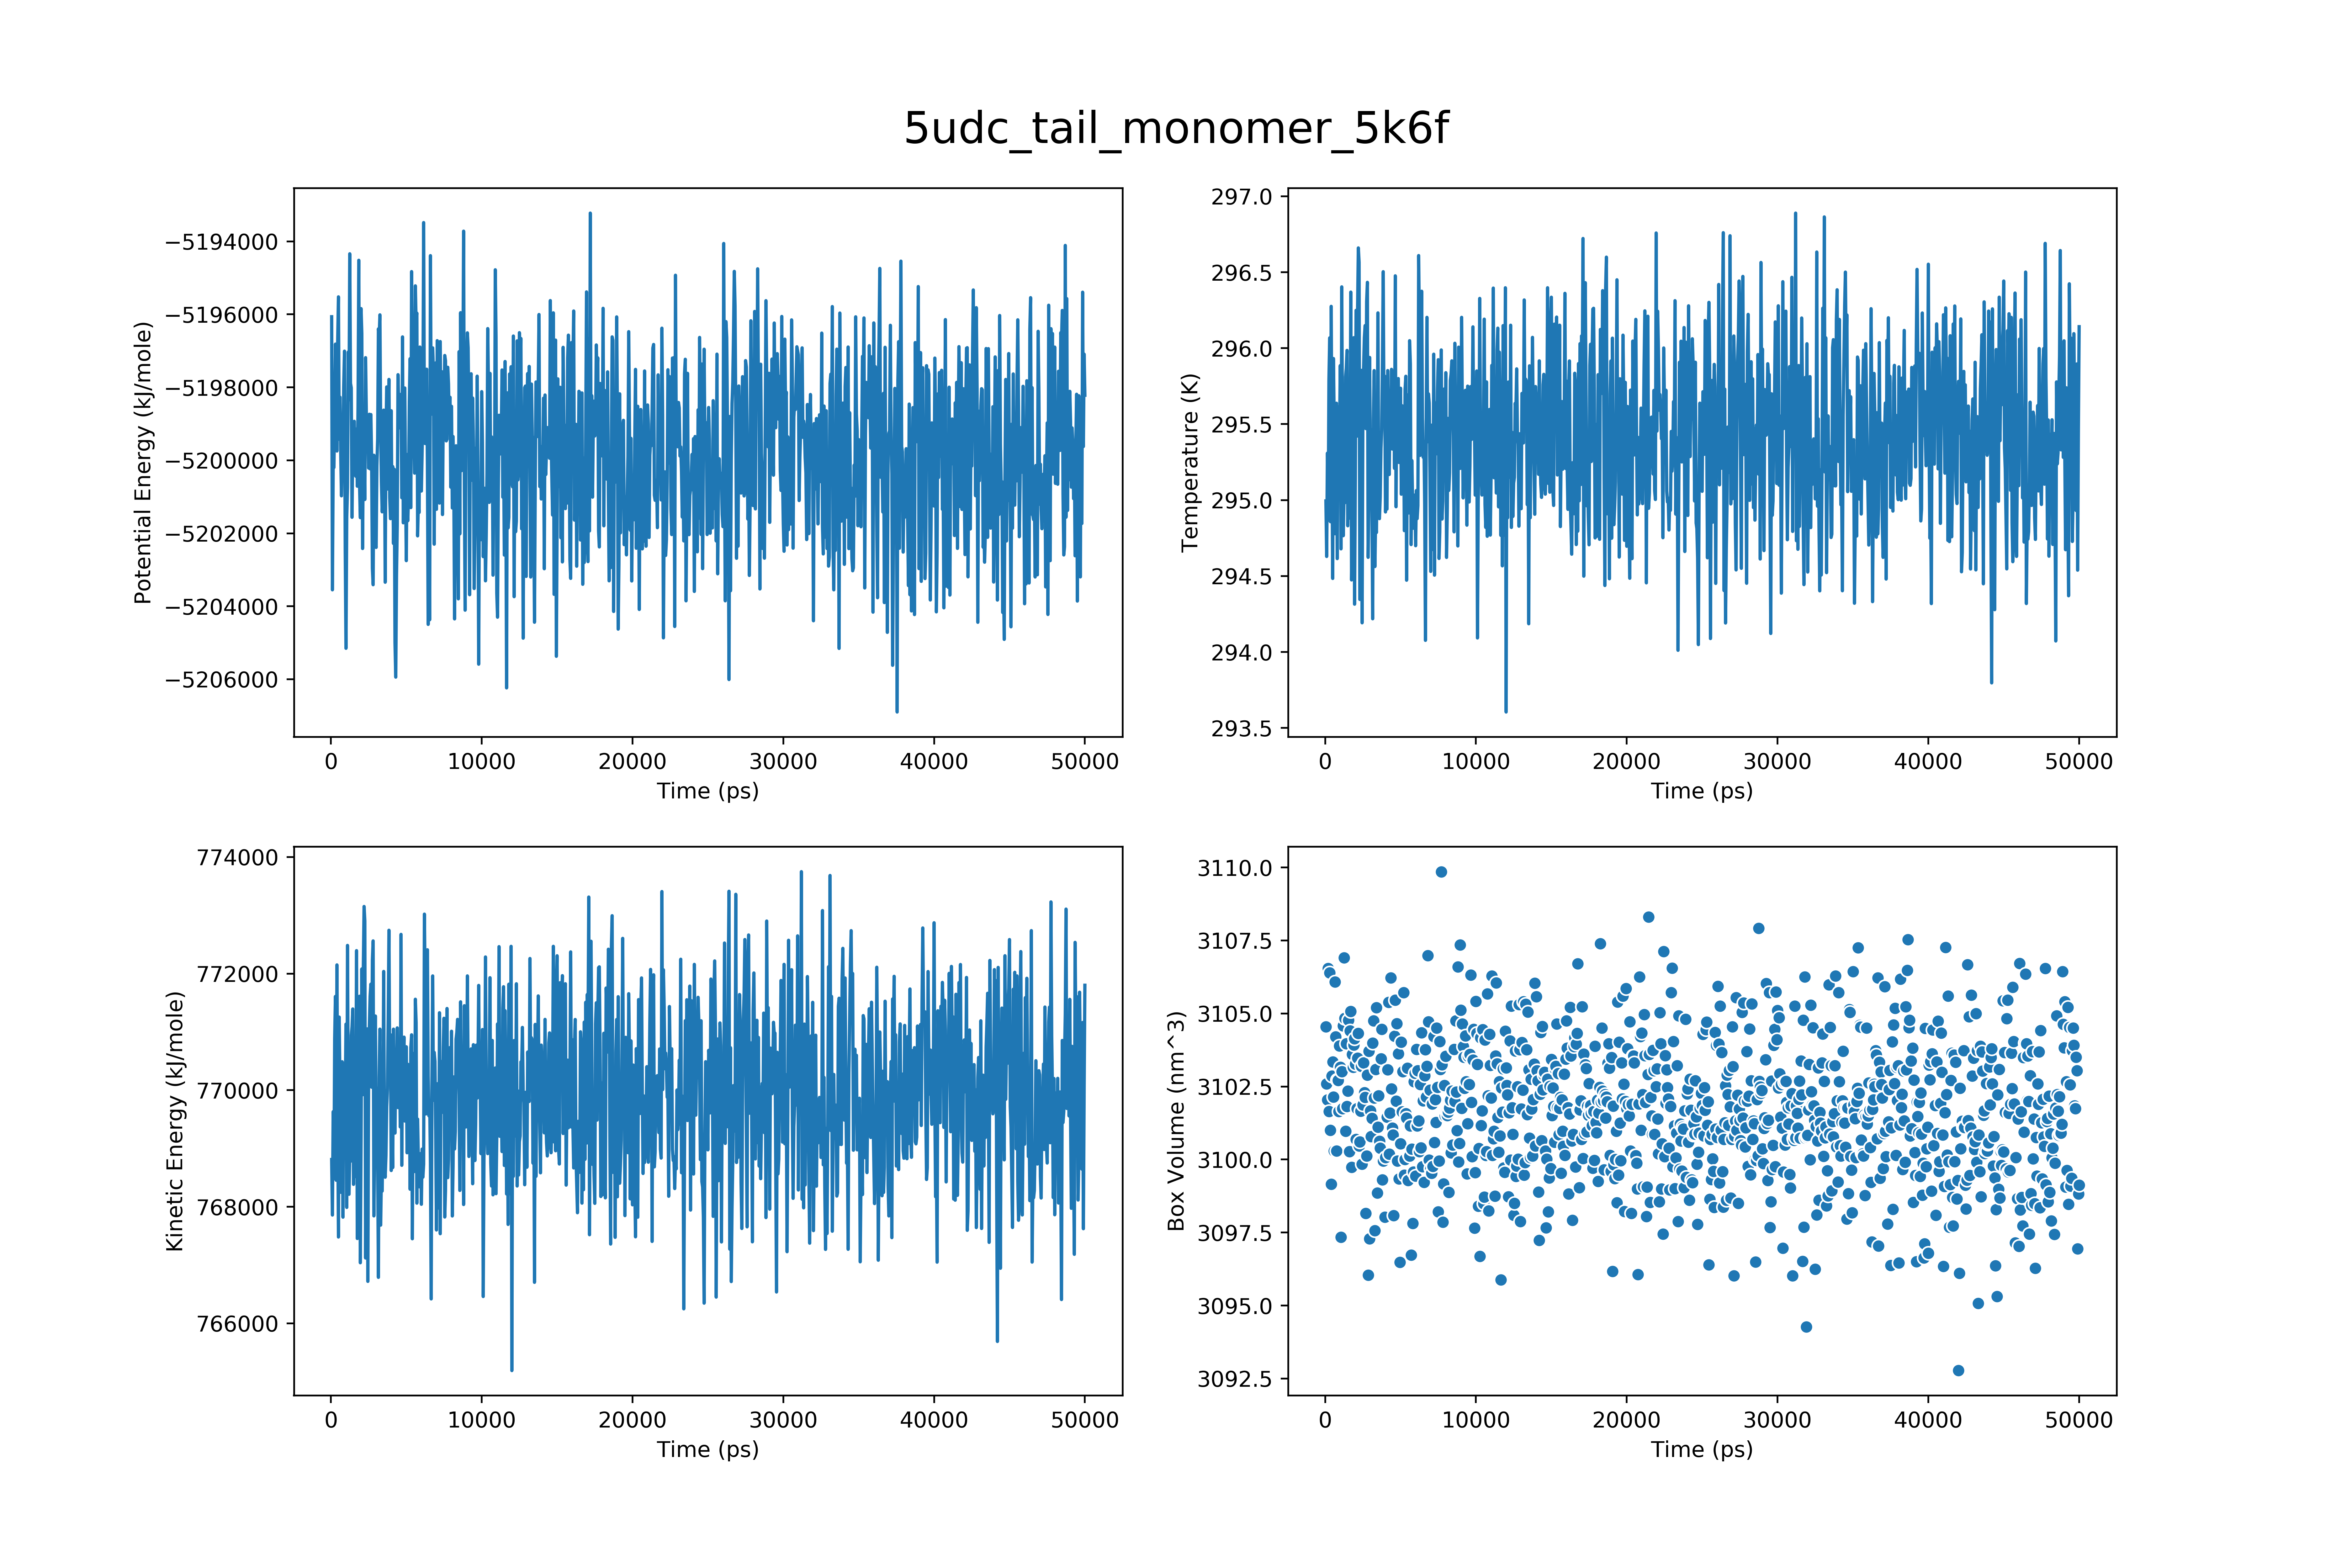 5udc_tail_monomer_5k6f
Potential Energy (kJ/mole)
−5194000
−5196000
−5198000
−5200000
−5202000
−5204000
−5206000
0 10000 20000 30000 40000 50000
Time (ps)
Temperature (K)
297.0
296.5
296.0
295.5
295.0
294.5
294.0
293.5
0 10000 20000 30000 40000 50000
Time (ps)
Kinetic Energy (kJ/mole)
774000
772000
770000
768000
766000
0 10000 20000 30000 40000 50000
Time (ps)
Box Volume (nm^3)
3110.0
3107.5
3105.0
3102.5
3100.0
3097.5
3095.0
3092.5
0 10000 20000 30000 40000 50000
Time (ps)